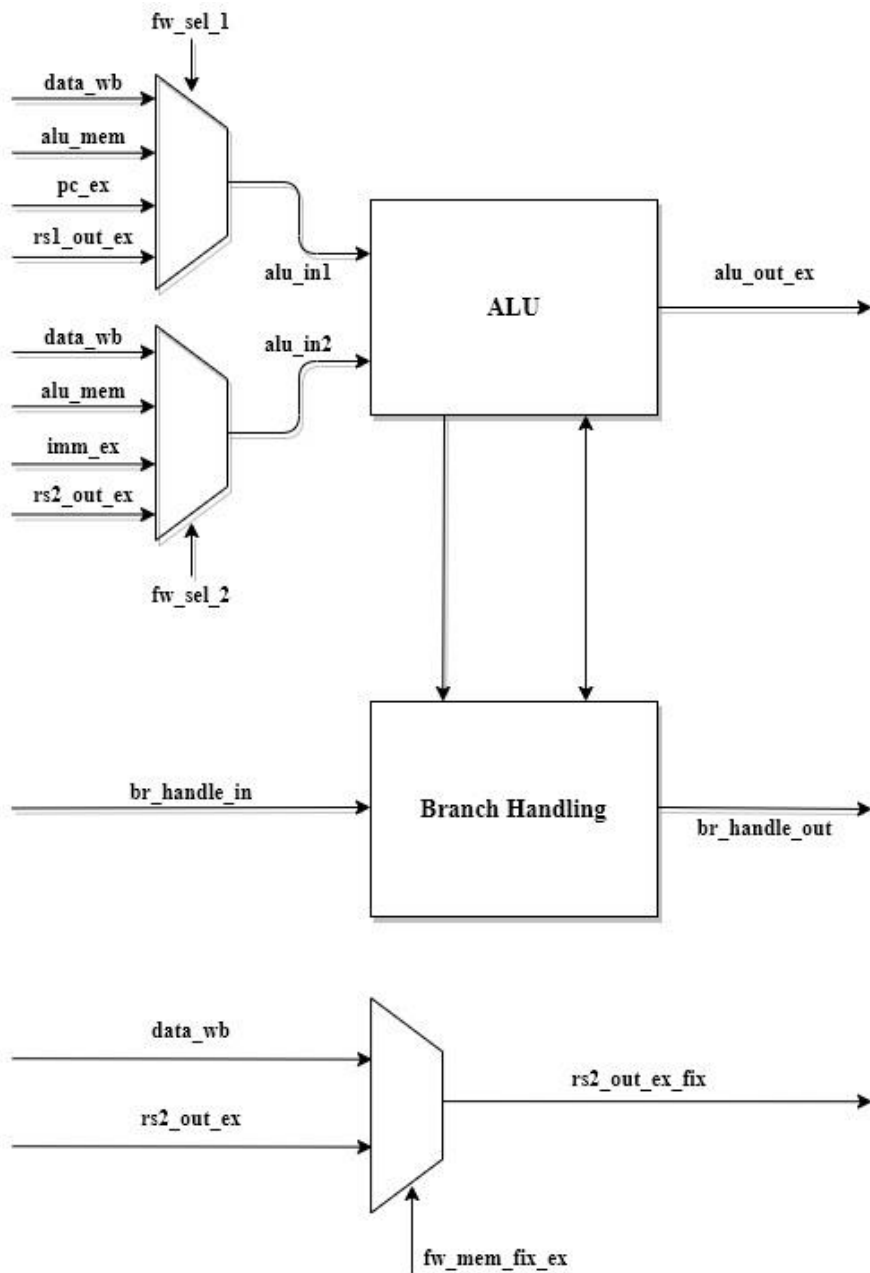 fw_sel_1
data_wb
alu_mem
pc_ex
rs1_out_ex
alu_in1
ALU
alu_out_ex
data_wb
alu_in2
alu_mem
imm_ex
rs2_out_ex
fw_sel_2
br_handle_in
Branch Handling
br_handle_out
data_wb
rs2_out_ex
rs2_out_ex_fix
fw_mem_fix_ex